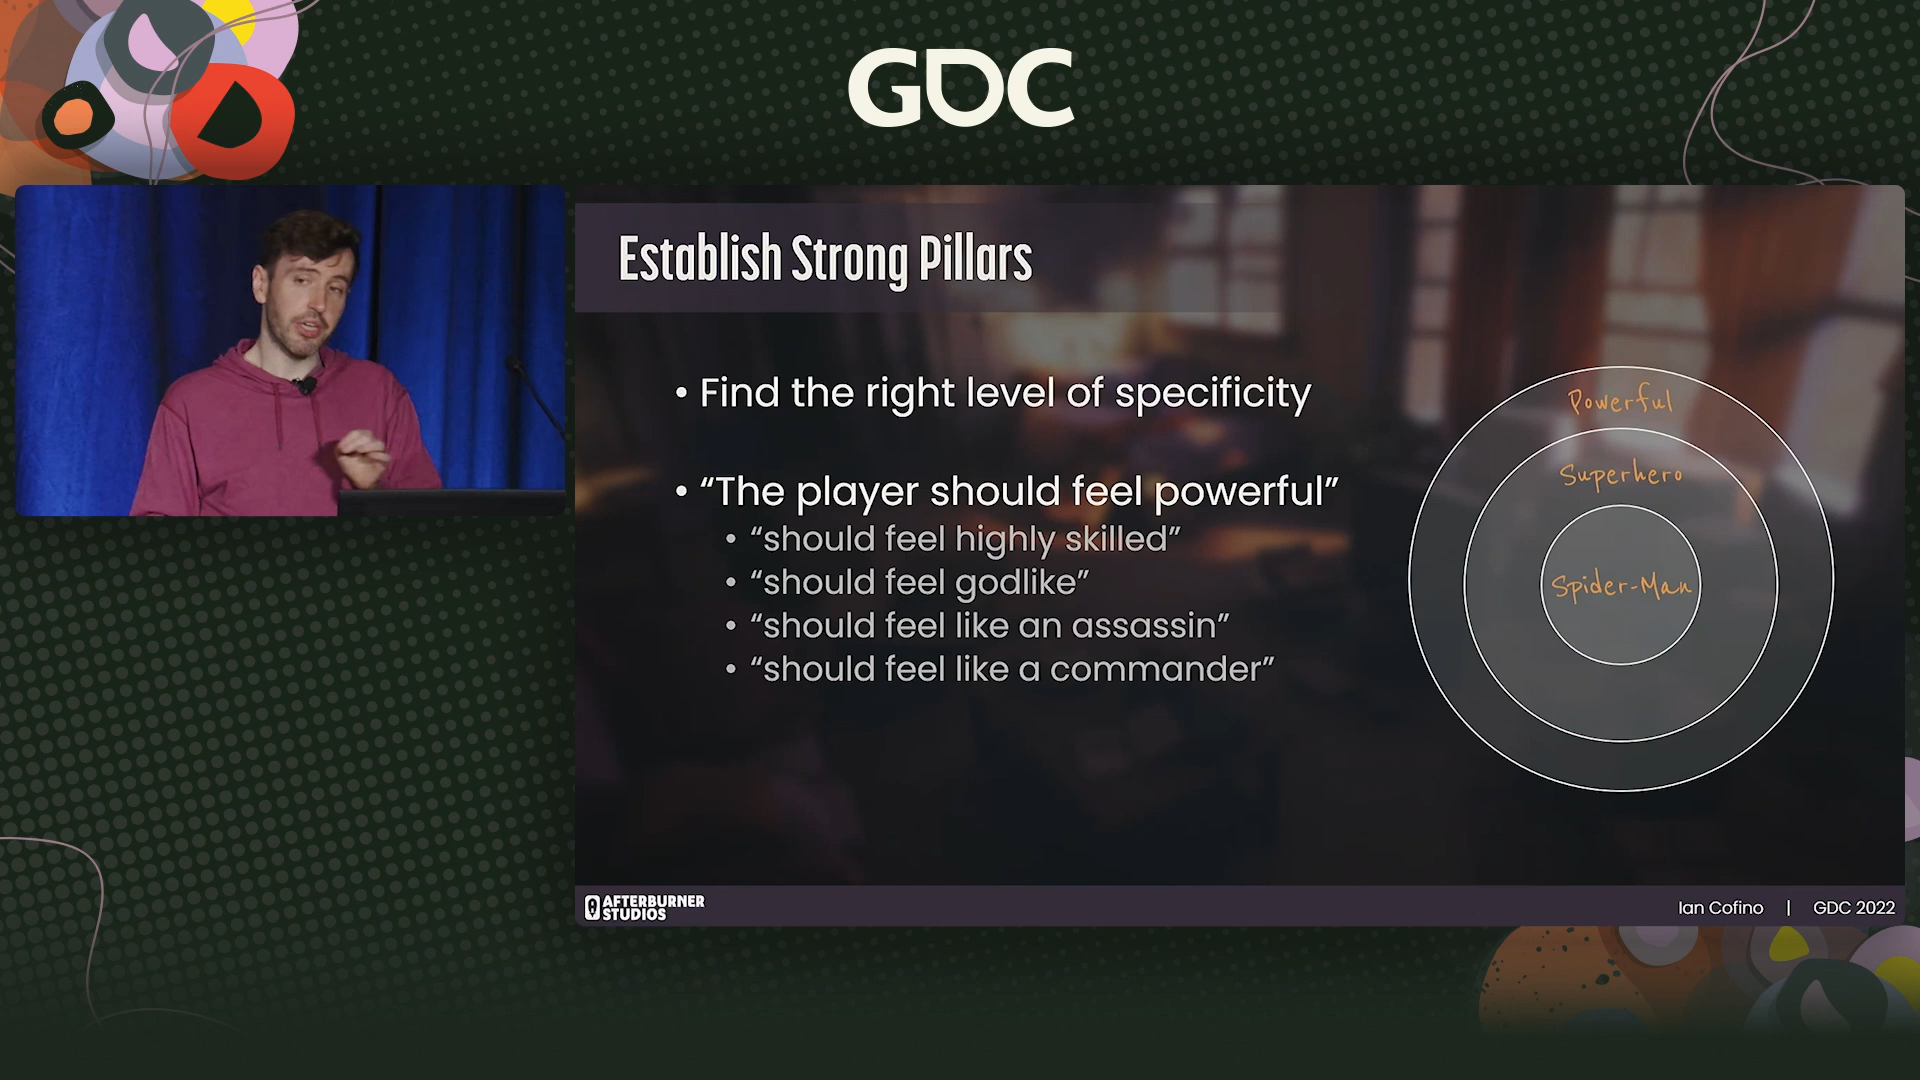 GDC
Establish Strong Pillars
• Find the right level of specificity
• “The player should feel powerful”
• “should feel highly skilled”
• “should feel godlike”
• “should feel like an assassin”
• “should feel like a commander”
Powerful
Superhero
Spider-Man
AFTERBURNER
STUDIOS
Ian Cofino | GDC 2022